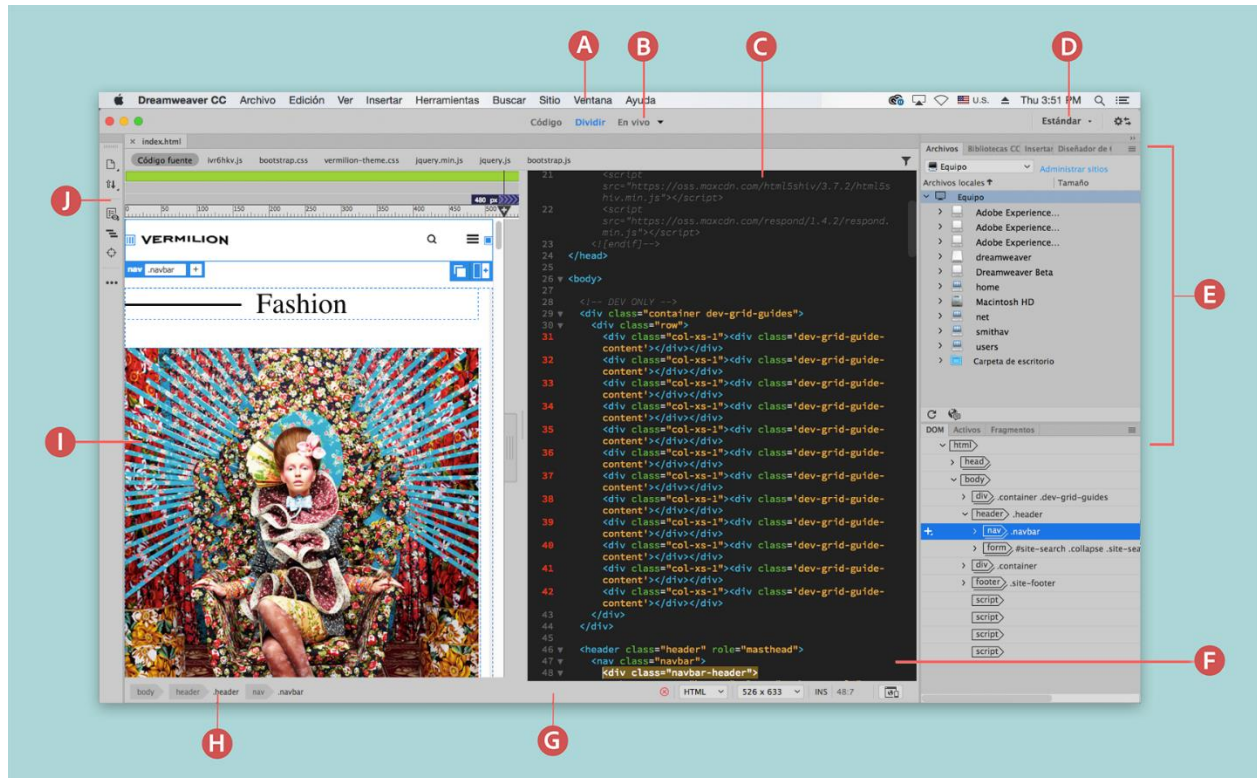 A B C D
Dreamweaver CC Archivo Edición Ver Insertar Herramientas Buscar Sitio Ventana Ayuda U.S. Thu 3:51 PM
Código Dividir En vivo Estándar
× index.html
Código fuente ivr6hkv.js bootstrap.css vermilion-theme.css jquery.min.js jquery.js bootstrap.js
480 px
0 50 100 150 200 250 300 350 400 450 500
VERMILION
nav .navbar +
Fashion
21 <script
src="https://oss.maxcdn.com/html5shiv/3.7.2/html5s
hiv.min.js"></script>
22 <script
src="https://oss.maxcdn.com/respond/1.4.2/respond.
min.js"></script>
23 <![endif]-->
24 </head>
25
26 <body>
27
28 <!-- DEV ONLY -->
29 <div class="container dev-grid-guides">
30 <div class="row">
31 <div class="col-xs-1"><div class='dev-grid-guide-
content'></div></div>
32 <div class="col-xs-1"><div class='dev-grid-guide-
content'></div></div>
33 <div class="col-xs-1"><div class='dev-grid-guide-
content'></div></div>
34 <div class="col-xs-1"><div class='dev-grid-guide-
content'></div></div>
35 <div class="col-xs-1"><div class='dev-grid-guide-
content'></div></div>
36 <div class="col-xs-1"><div class='dev-grid-guide-
content'></div></div>
37 <div class="col-xs-1"><div class='dev-grid-guide-
content'></div></div>
38 <div class="col-xs-1"><div class='dev-grid-guide-
content'></div></div>
39 <div class="col-xs-1"><div class='dev-grid-guide-
content'></div></div>
40 <div class="col-xs-1"><div class='dev-grid-guide-
content'></div></div>
41 <div class="col-xs-1"><div class='dev-grid-guide-
content'></div></div>
42 <div class="col-xs-1"><div class='dev-grid-guide-
content'></div></div>
43 </div>
44 </div>
45
46 <header class="header" role="masthead">
47 <nav class="navbar">
48 <div class="navbar-header">
Archivos Bibliotecas CC Insertar Diseñador de
Equipo Administrar sitios
Archivos locales Tamaño
Equipo
Adobe Experience...
Adobe Experience...
Adobe Experience...
dreamweaver
Dreamweaver Beta
home
Macintosh HD
net
smithav
users
Carpeta de escritorio
DOM Activos Fragmentos
html
head
body
div .container .dev-grid-guides
header .header
nav .navbar
form #site-search .collapse .site-sea
div .container
footer .site-footer
script
script
script
script
body header .header nav .navbar HTML 526 x 633 INS 48:7
J
I
E
F
H G